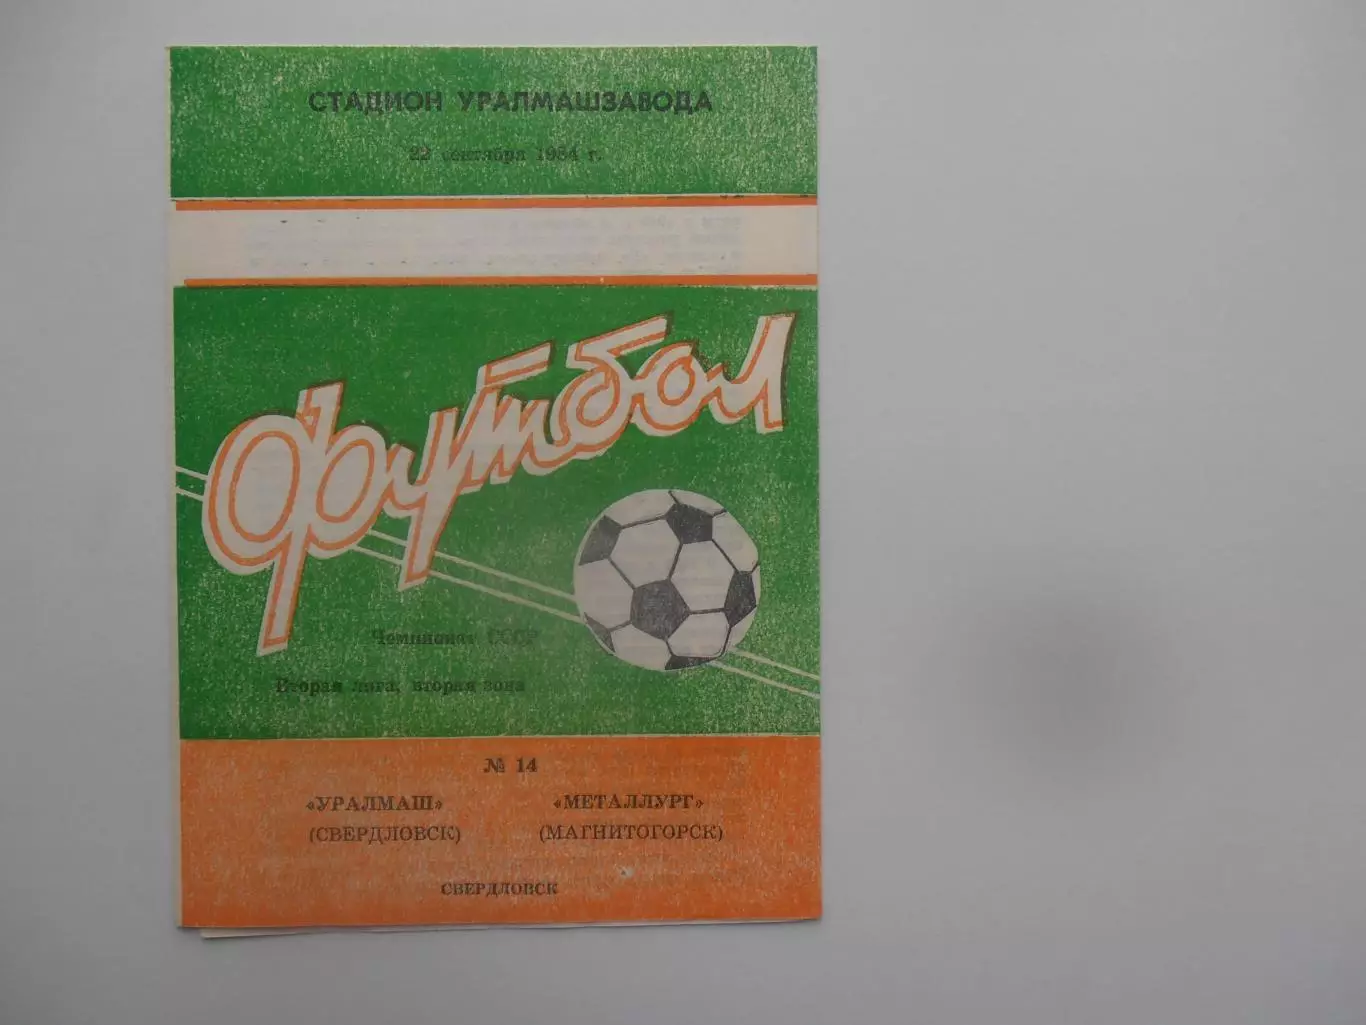 СТАДИОН УРАЛМАШЗАВОДА
22 сентября 1984 г.
Футбол
Чемпионат СССР
Вторая лига, вторая зона
№ 14
«УРАЛМАШ» «МЕТАЛЛУРГ»
(СВЕРДЛОВСК) (МАГНИТОГОРСК)
СВЕРДЛОВСК